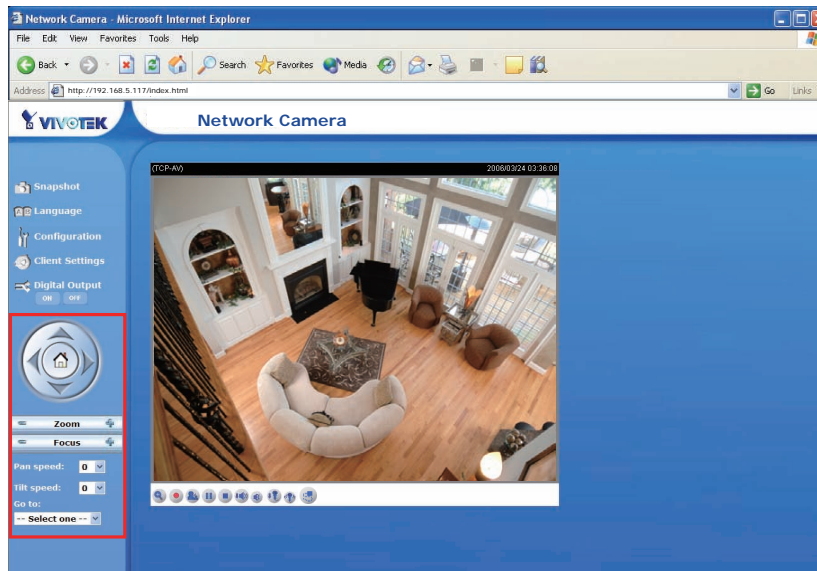 Network Camera - Microsoft Internet Explorer
File Edit View Favorites Tools Help
Back Search Favorites Media
Address http://192.168.5.117/index.html Go Links
VIVOTEK
Network Camera
(TCP-AV) 2006/03/24 03:36:08
Snapshot
Language
Configuration
Client Settings
Digital Output
ON OFF
Zoom
Focus
Pan speed: 0
Tilt speed: 0
Go to:
-- Select one --